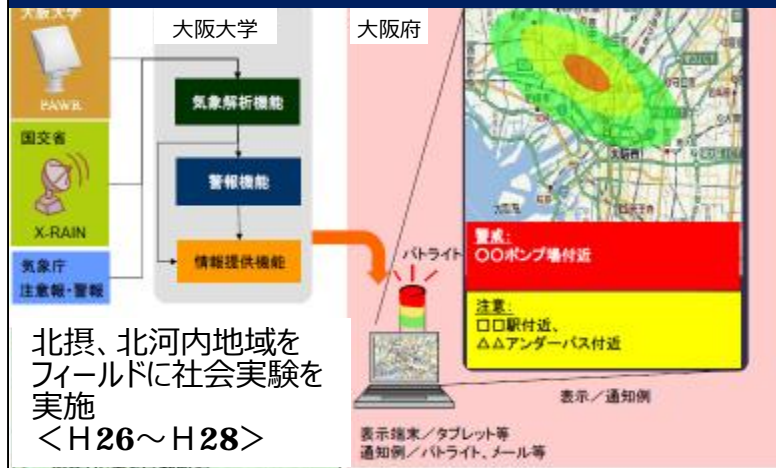 大阪大学
PAWR
国交省
X-RAIN
気象庁
注意報・警報
大阪大学
気象解析機能
警報機能
情報提供機能
北摂、北河内地域を
フィールドに社会実験を
実施
＜H26～H28＞
大阪府
パトライト
警戒:
〇〇ポンプ場付近
注意:
□□駅付近、
△△アンダーパス付近
表示／通知例
表示端末／タブレット等
通知例／パトライト、メール等